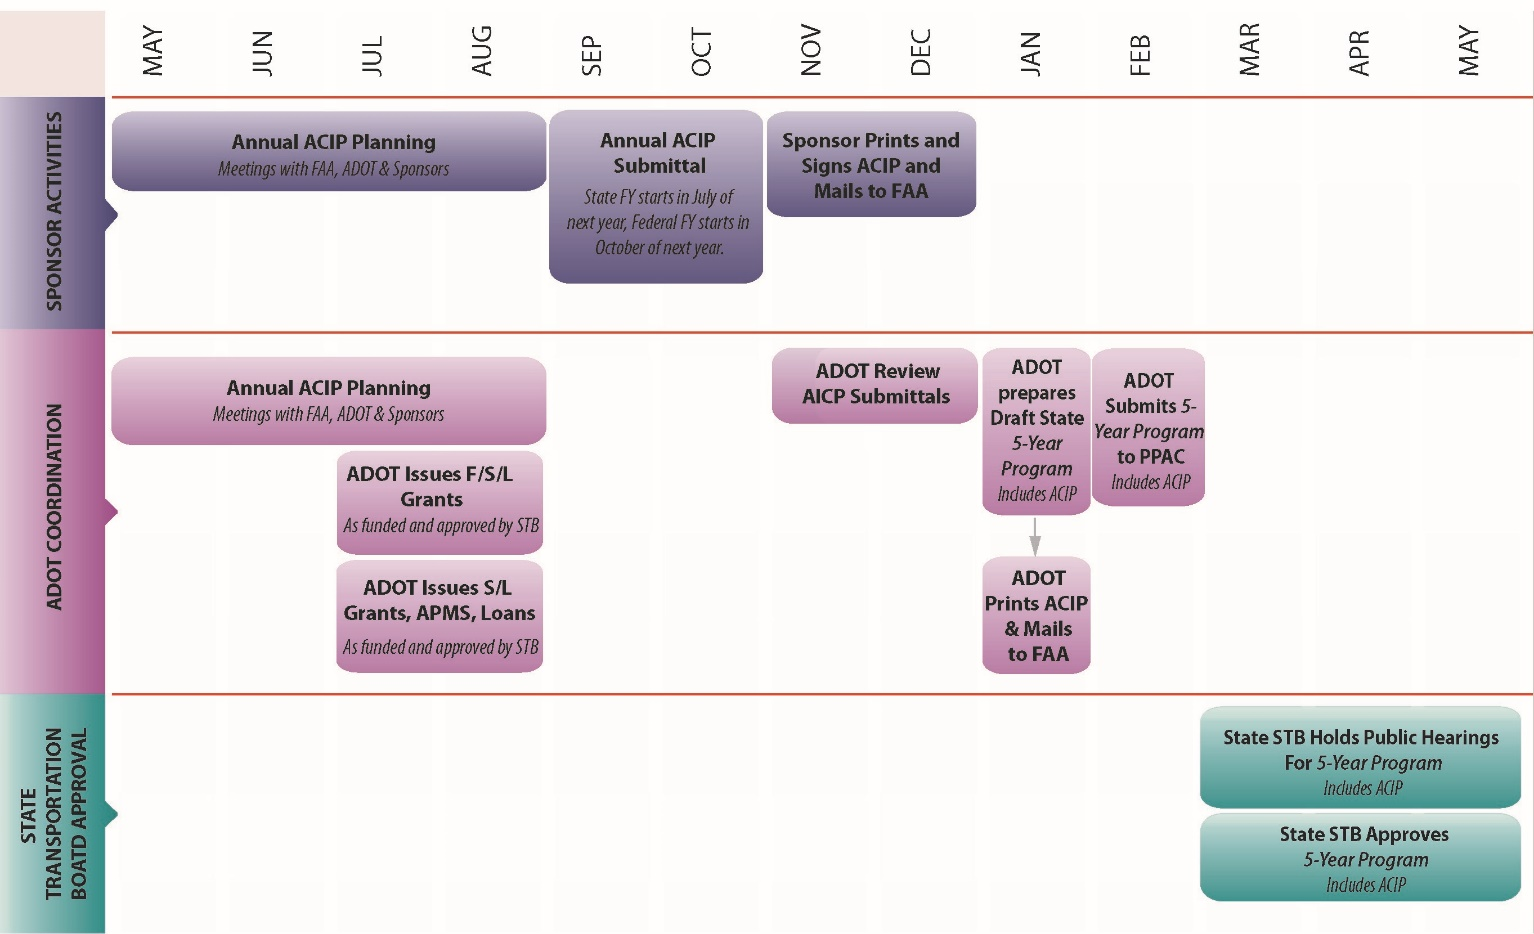 MAY
JUN
JUL
AUG
SEP
OCT
NOV
DEC
JAN
FEB
MAR
APR
MAY
SPONSOR ACTIVITIES
Annual ACIP Planning
Meetings with FAA, ADOT & Sponsors
Annual ACIP
Submittal
State FY starts in July of
next year, Federal FY starts in
October of next year.
Sponsor Prints and
Signs ACIP and
Mails to FAA
ADOT COORDINATION
Annual ACIP Planning
Meetings with FAA, ADOT & Sponsors
ADOT Issues F/S/L
Grants
As funded and approved by STB
ADOT Issues S/L
Grants, APMS, Loans
As funded and approved by STB
ADOT Review
AICP Submittals
ADOT
prepares
Draft State
5-Year
Program
Includes ACIP
ADOT
Prints ACIP
& Mails
to FAA
ADOT
Submits 5-
Year Program
to PPAC
Includes ACIP
STATE
TRANSPORTATION
BOATD APPROVAL
State STB Holds Public Hearings
For 5-Year Program
Includes ACIP
State STB Approves
5-Year Program
Includes ACIP